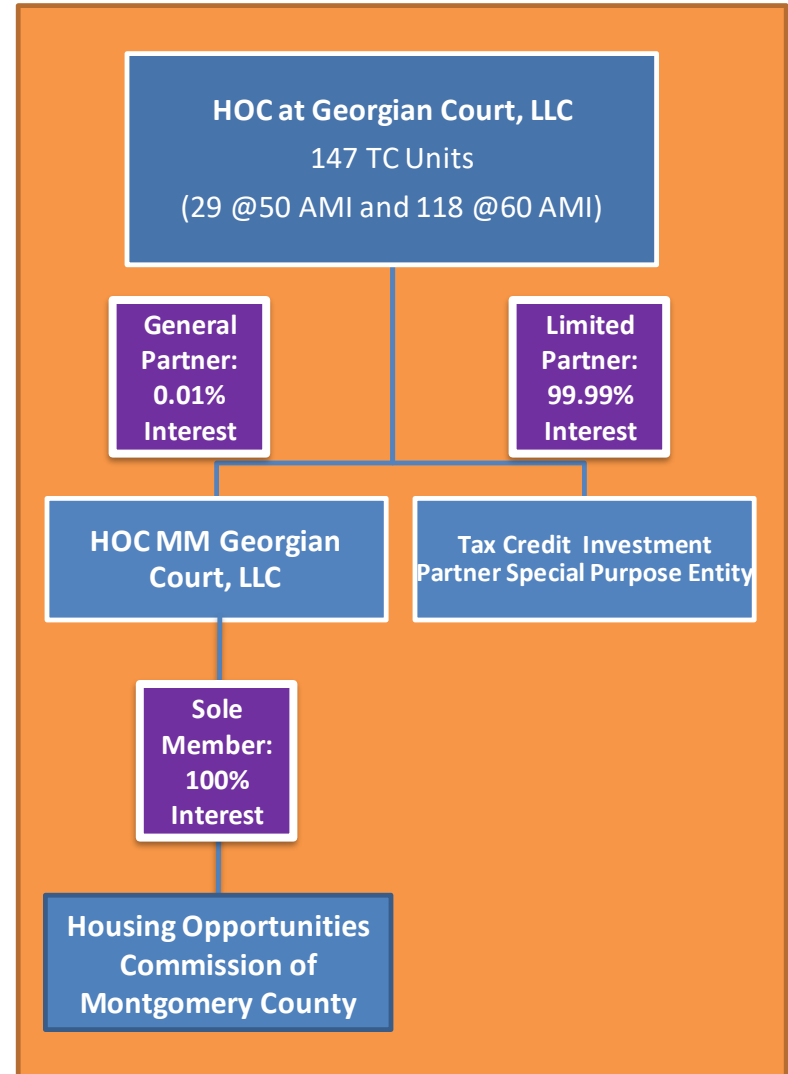 HOC at Georgian Court, LLC
147 TC Units
(29 @50 AMI and 118 @60 AMI)
General
Partner:
0.01%
Interest
Limited
Partner:
99.99%
Interest
HOC MM Georgian
Court, LLC
Tax Credit Investment
Partner Special Purpose Entity
Sole
Member:
100%
Interest
Housing Opportunities
Commission of
Montgomery County